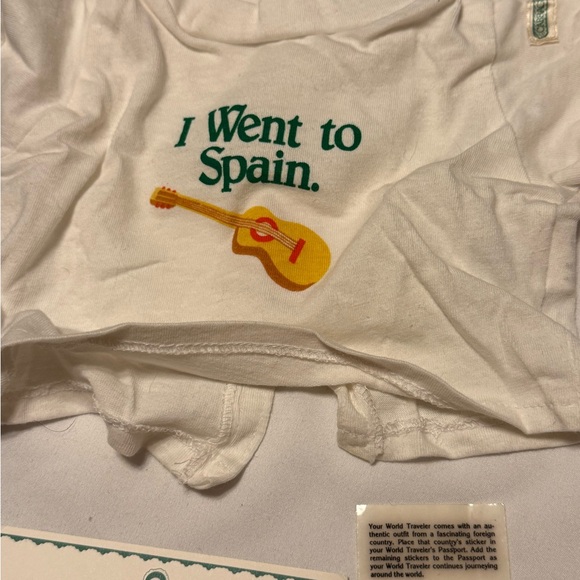 I Went to
Spain.
Your World Traveler comes with an au-
thentic outfit from a fascinating foreign
country. Place that country's sticker in
your World Traveler's Passport. Add the
remaining stickers to the Passport as
your World Traveler continues journeying
around the world.